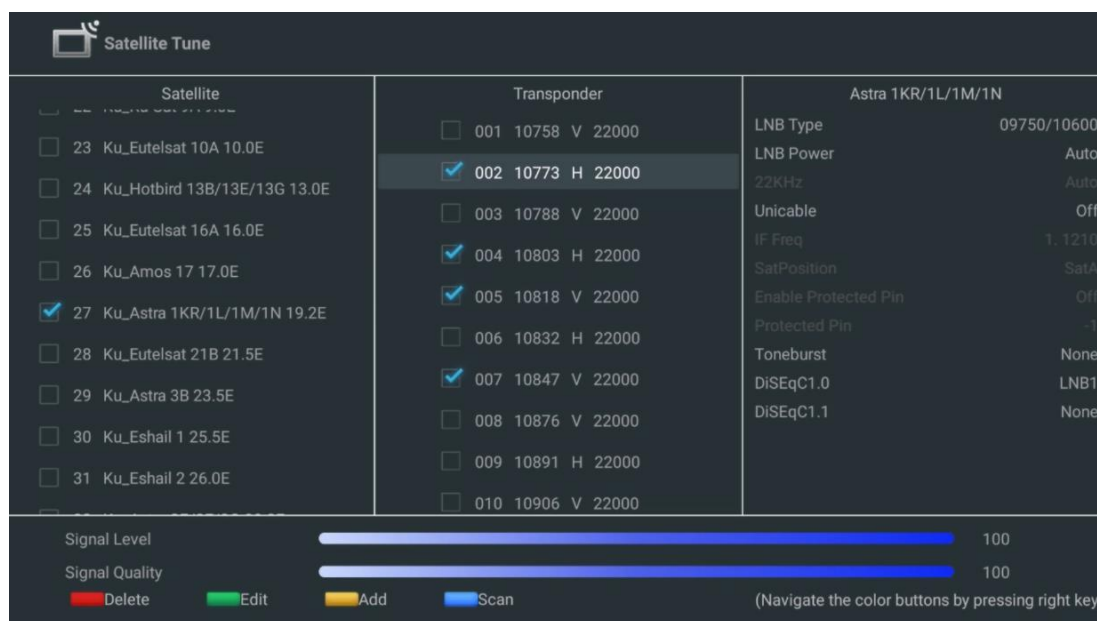 Satellite Tune
Satellite
23 Ku_Eutelsat 10A 10.0E
24 Ku_Hotbird 13B/13E/13G 13.0E
25 Ku_Eutelsat 16A 16.0E
26 Ku_Amos 17 17.0E
27 Ku_Astra 1KR/1L/1M/1N 19.2E
28 Ku_Eutelsat 21B 21.5E
29 Ku_Astra 3B 23.5E
30 Ku_Eshail 1 25.5E
31 Ku_Eshail 2 26.0E
Transponder
001 10758 V 22000
002 10773 H 22000
003 10788 V 22000
004 10803 H 22000
005 10818 V 22000
006 10832 H 22000
007 10847 V 22000
008 10876 V 22000
009 10891 H 22000
010 10906 V 22000
Astra 1KR/1L/1M/1N
LNB Type 09750/10600
LNB Power Auto
22KHz Auto
Unicable Off
IF Freq 1. 1210
SatPosition SatA
Enable Protected Pin Off
Protected Pin -1
Toneburst None
DiSEqC1.0 LNB1
DiSEqC1.1 None
Signal Level 100
Signal Quality 100
Delete Edit Add Scan (Navigate the color buttons by pressing right key